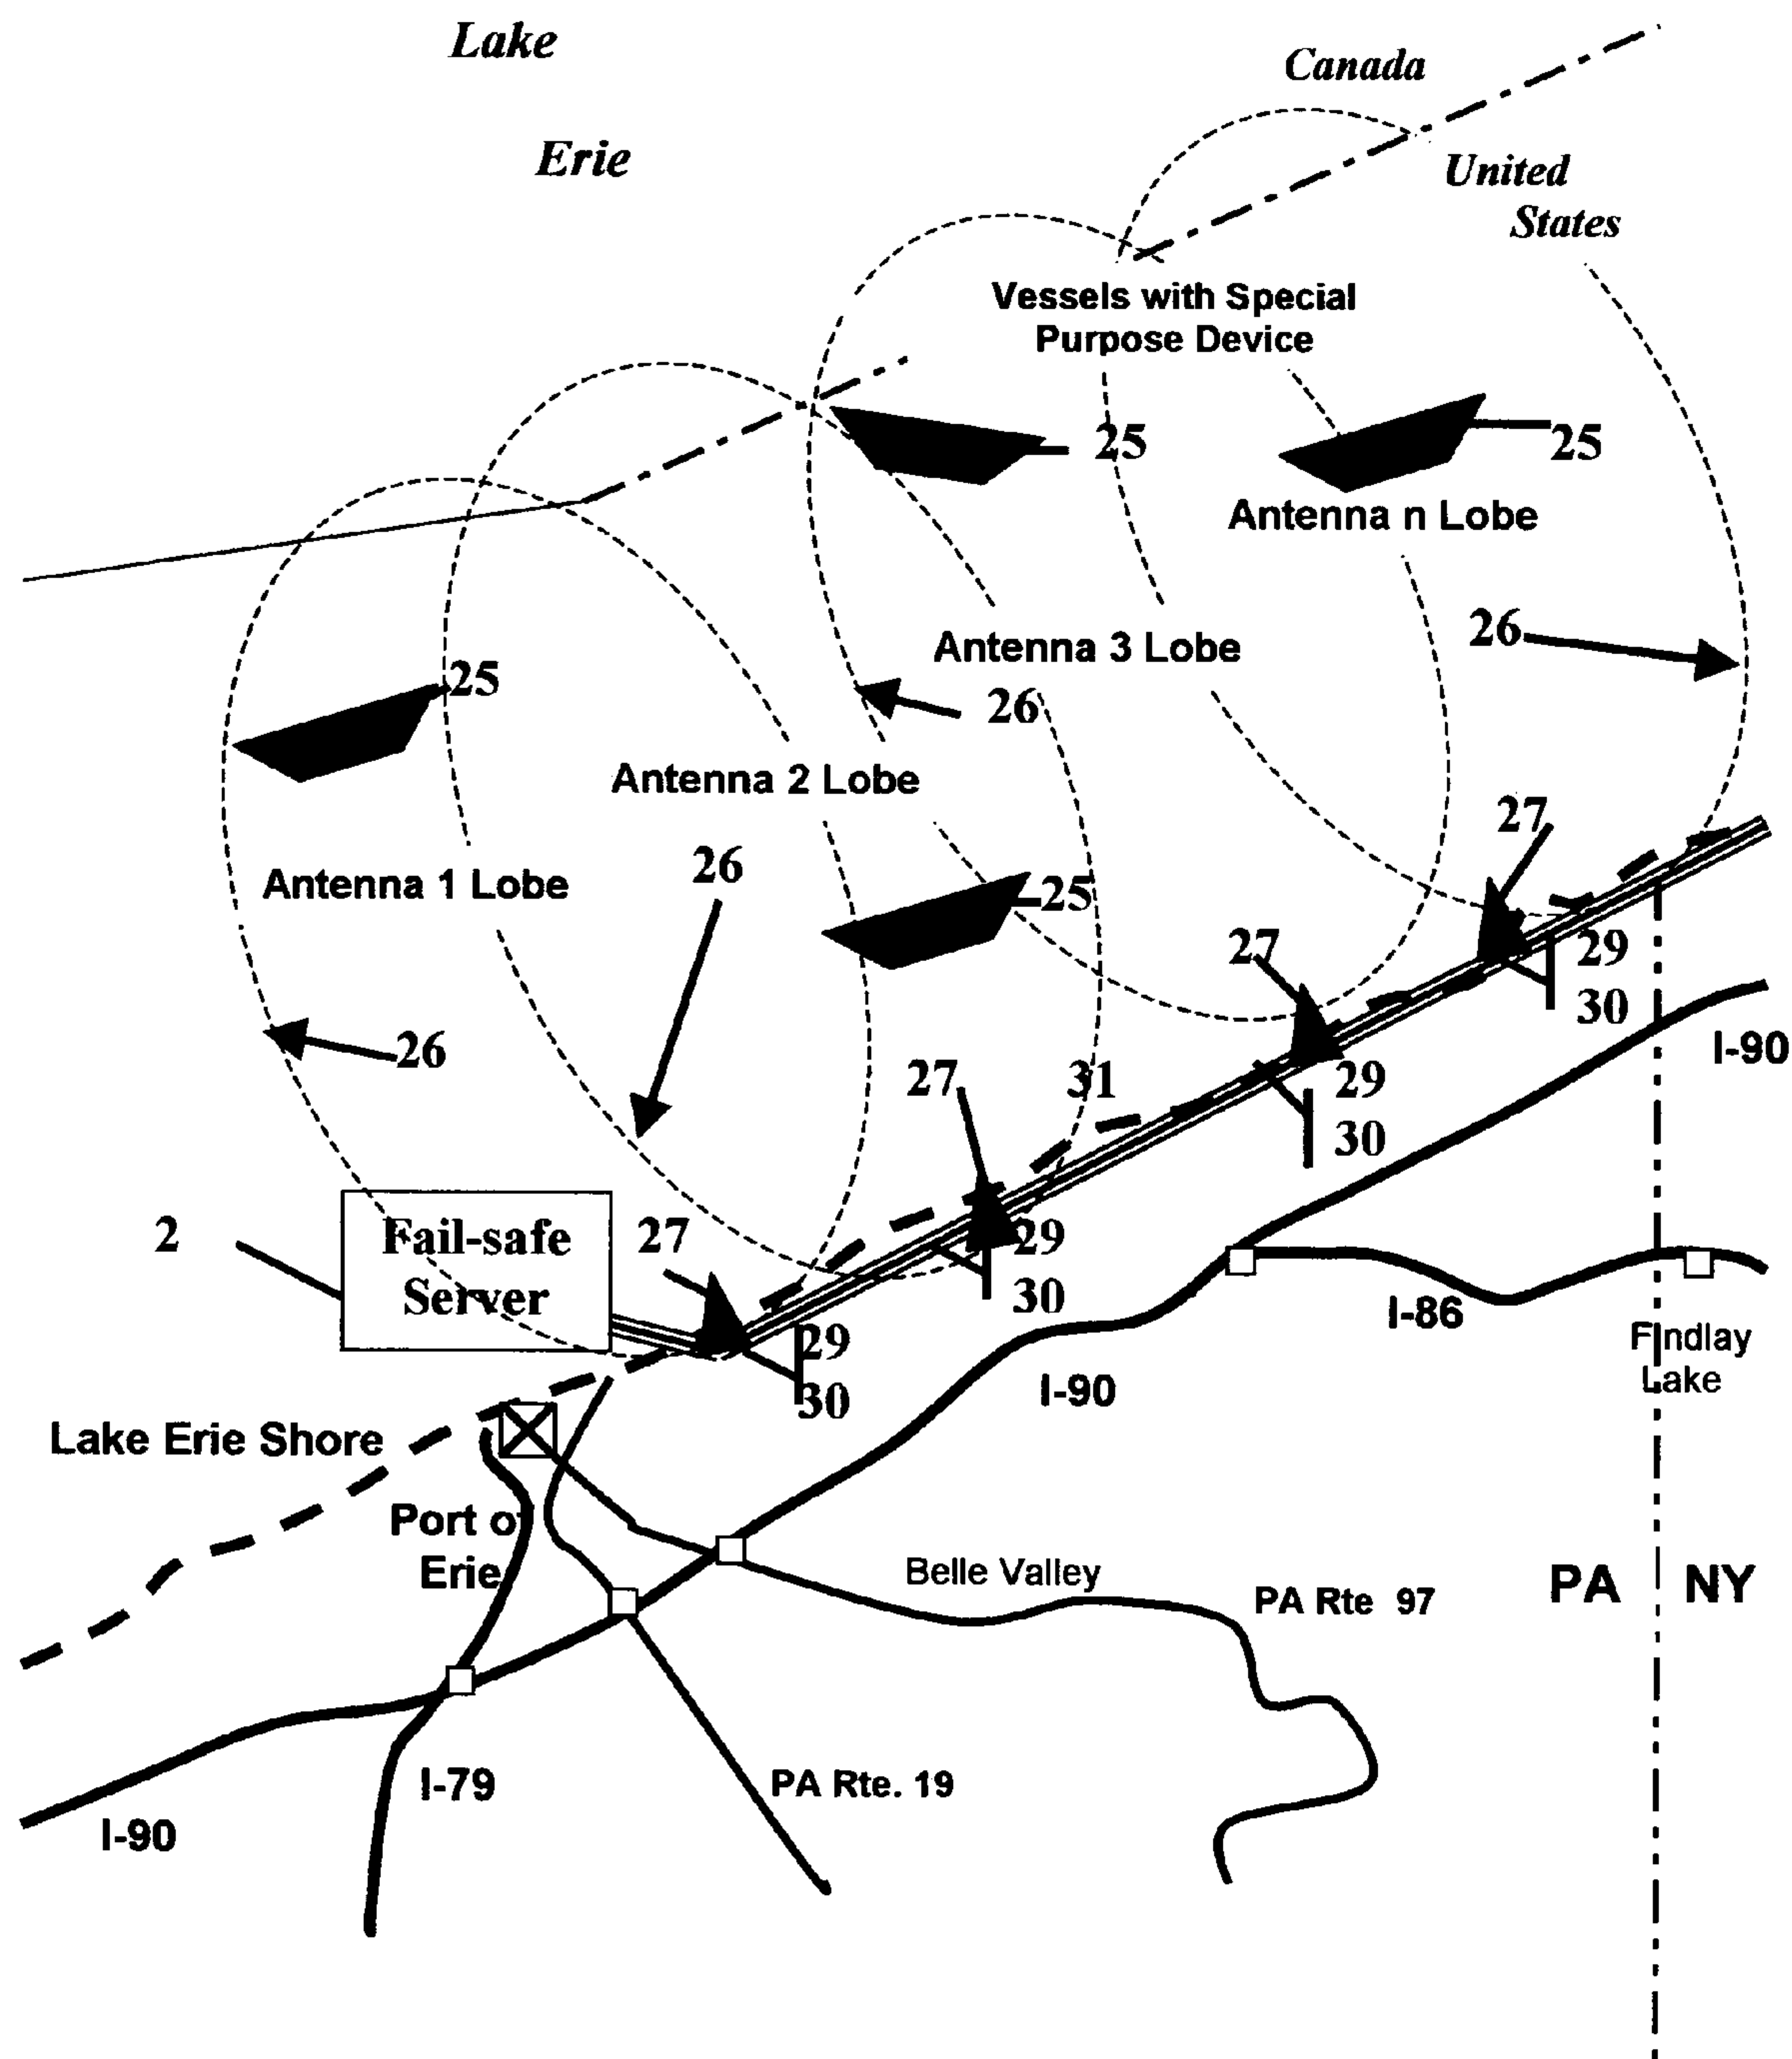 Lake
Erie
Canada
United
States
Vessels with Special
Purpose Device
25
25
Antenna n Lobe
26
Antenna 3 Lobe
26
25
Antenna 2 Lobe
27
26
Antenna 1 Lobe
25
27
29
30
26
I-90
27
31
29
30
2
Fail-safe
Server
27
29
30
I-86
Findlay
Lake
29
30
I-90
Lake Erie Shore
Port of
Erie
Belle Valley
PA Rte 97
PA
NY
I-79
PA Rte. 19
I-90